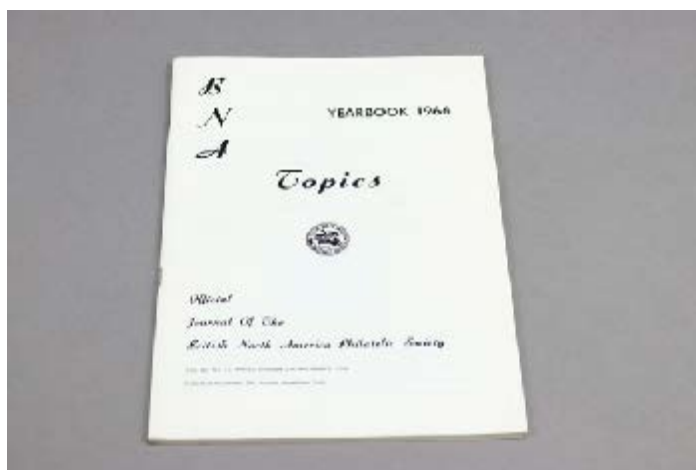 B
N
A
YEARBOOK 1966
Topics
Official
Journal Of The
British North America Philatelic Society